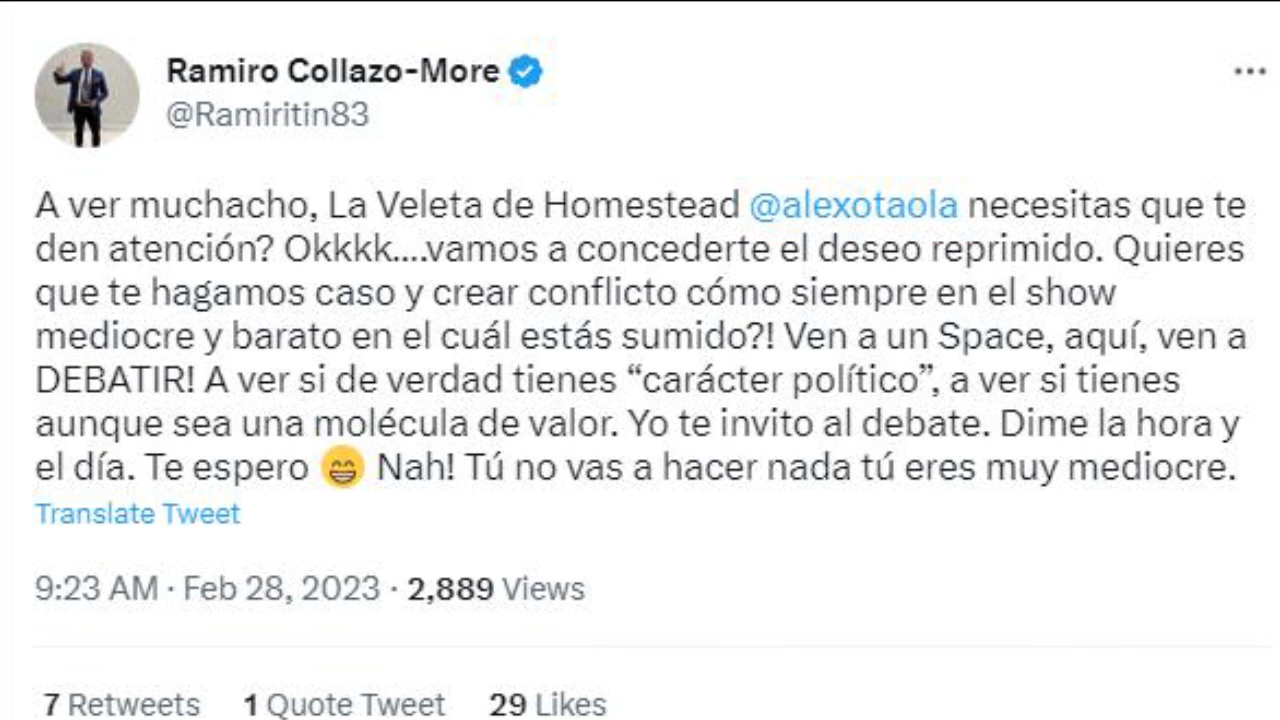 Ramiro Collazo-More
@Ramiritin83
A ver muchacho, La Veleta de Homestead @alexotaola necesitas que te
den atención? Okkkk....vamos a concederte el deseo reprimido. Quieres
que te hagamos caso y crear conflicto cómo siempre en el show
mediocre y barato en el cuál estás sumido?! Ven a un Space, aquí, ven a
DEBATIR! A ver si de verdad tienes “carácter político”, a ver si tienes
aunque sea una molécula de valor. Yo te invito al debate. Dime la hora y
el día. Te espero 😄 Nah! Tú no vas a hacer nada tú eres muy mediocre.
Translate Tweet
9:23 AM · Feb 28, 2023 · 2,889 Views
7 Retweets 1 Quote Tweet 29 Likes